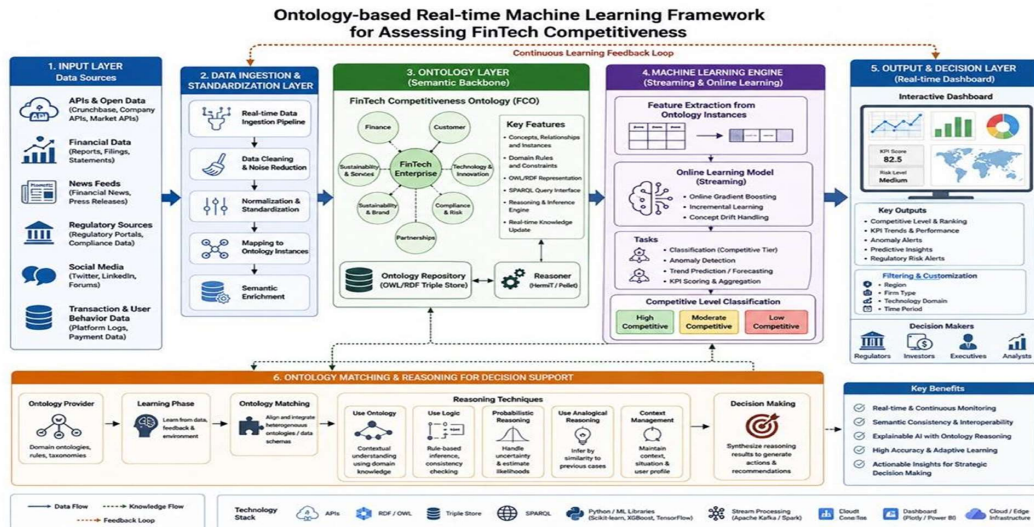 Ontology-based Real-time Machine Learning Framework
for Assessing FinTech Competitiveness
Continuous Learning Feedback Loop
1. INPUT LAYER
Data Sources
APIs & Open Data
(Crunchbase, Company
APIs, Market APIs)
Financial Data
(Reports, Filings,
Statements)
News Feeds
(Financial News,
Press Releases)
Regulatory Sources
(Regulatory Portals,
Compliance Data)
Social Media
(Twitter, LinkedIn,
Forums)
Transaction & User
Behavior Data
(Platform Logs,
Payment Data)
2. DATA INGESTION &
STANDARDIZATION LAYER
Real-time Data
Ingestion Pipeline
Data Cleaning
& Noise Reduction
Normalization &
Standardization
Mapping to
Ontology Instances
Semantic
Enrichment
3. ONTOLOGY LAYER
(Semantic Backbone)
FinTech Competitiveness Ontology (FCO)
Finance
Customer
Sustainability
& Services
FinTech
Enterprise
Technology &
Innovation
Sustainability
& Brand
Compliance
& Risk
Partnerships
Key Features
• Concepts, Relationships
and Instances
• Domain Rules
and Constraints
• OWL/RDF Representation
• SPARQL Query Interface
• Reasoning & Inference
Engine
• Real-time Knowledge
Update
Ontology Repository
(OWL/RDF Triple Store)
Reasoner
(HermiT / Pellet)
4. MACHINE LEARNING ENGINE
(Streaming & Online Learning)
Feature Extraction from
Ontology Instances
Online Learning Model
(Streaming)
• Online Gradient Boosting
• Incremental Learning
• Concept Drift Handling
Tasks
• Classification (Competitive Tier)
• Anomaly Detection
• Trend Prediction / Forecasting
• KPI Scoring & Aggregation
Competitive Level Classification
High
Competitive
Moderate
Competitive
Low
Competitive
5. OUTPUT & DECISION LAYER
(Real-time Dashboard)
Interactive Dashboard
KPI Score
82.5
Risk Level
Medium
Key Outputs
• Competitive Level & Ranking
• KPI Trends & Performance
• Anomaly Alerts
• Predictive Insights
• Regulatory Risk Alerts
Filtering & Customization
• Region
• Firm Type
• Technology Domain
• Time Period
Decision Makers
Regulators
Investors
Executives
Analysts
6. ONTOLOGY MATCHING & REASONING FOR DECISION SUPPORT
Ontology Provider
Domain ontologies,
rules, taxonomies
Learning Phase
Learn from data,
feedback &
environment
Ontology Matching
Align and integrate
heterogenous
ontologies / data
schemas
Reasoning Techniques
Use Ontology
Contextual
understanding
using domain
knowledge
Use Logic
Rule-based
inference,
consistency
checking
Probabilistic
Reasoning
Handle
uncertainty
& estimate
likelihoods
Use Analogical
Reasoning
Infer by
similarity to
previous cases
Context
Management
Maintain
context,
situation &
user profile
Decision Making
Synthesize reasoning
results to generate
actions &
recommendations
Key Benefits
Real-time & Continuous Monitoring
Semantic Consistency & Interoperability
Explainable AI with Ontology Reasoning
High Accuracy & Adaptive Learning
Actionable Insights for Strategic
Decision Making
Data Flow
Knowledge Flow
Feedback Loop
Technology
Stack
APIs
RDF / OWL
Triple Store
SPARQL
Python / ML Libraries
(Scikit-learn, XGBoost, TensorFlow)
Stream Processing
(Apache Kafka / Spark)
Dashboard
(Plotly / Power BI)
Cloud / Edge
Infrastructure